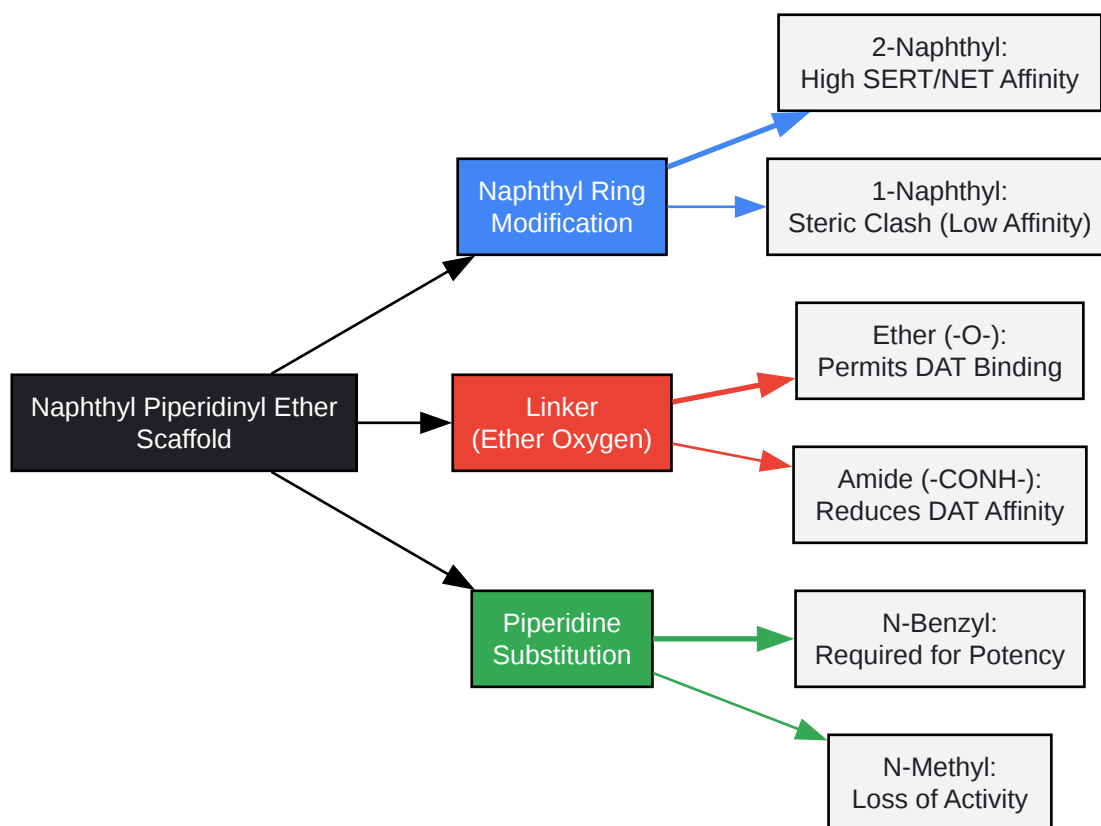 2-Naphthyl:
High SERT/NET Affinity
Naphthyl Ring
Modification
1-Naphthyl:
Steric Clash (Low Affinity)
Ether (-O-):
Permits DAT Binding
Naphthyl Piperidinyl Ether
Scaffold
Linker
(Ether Oxygen)
Amide (-CONH-):
Reduces DAT Affinity
Piperidine
Substitution
N-Benzyl:
Required for Potency
N-Methyl:
Loss of Activity